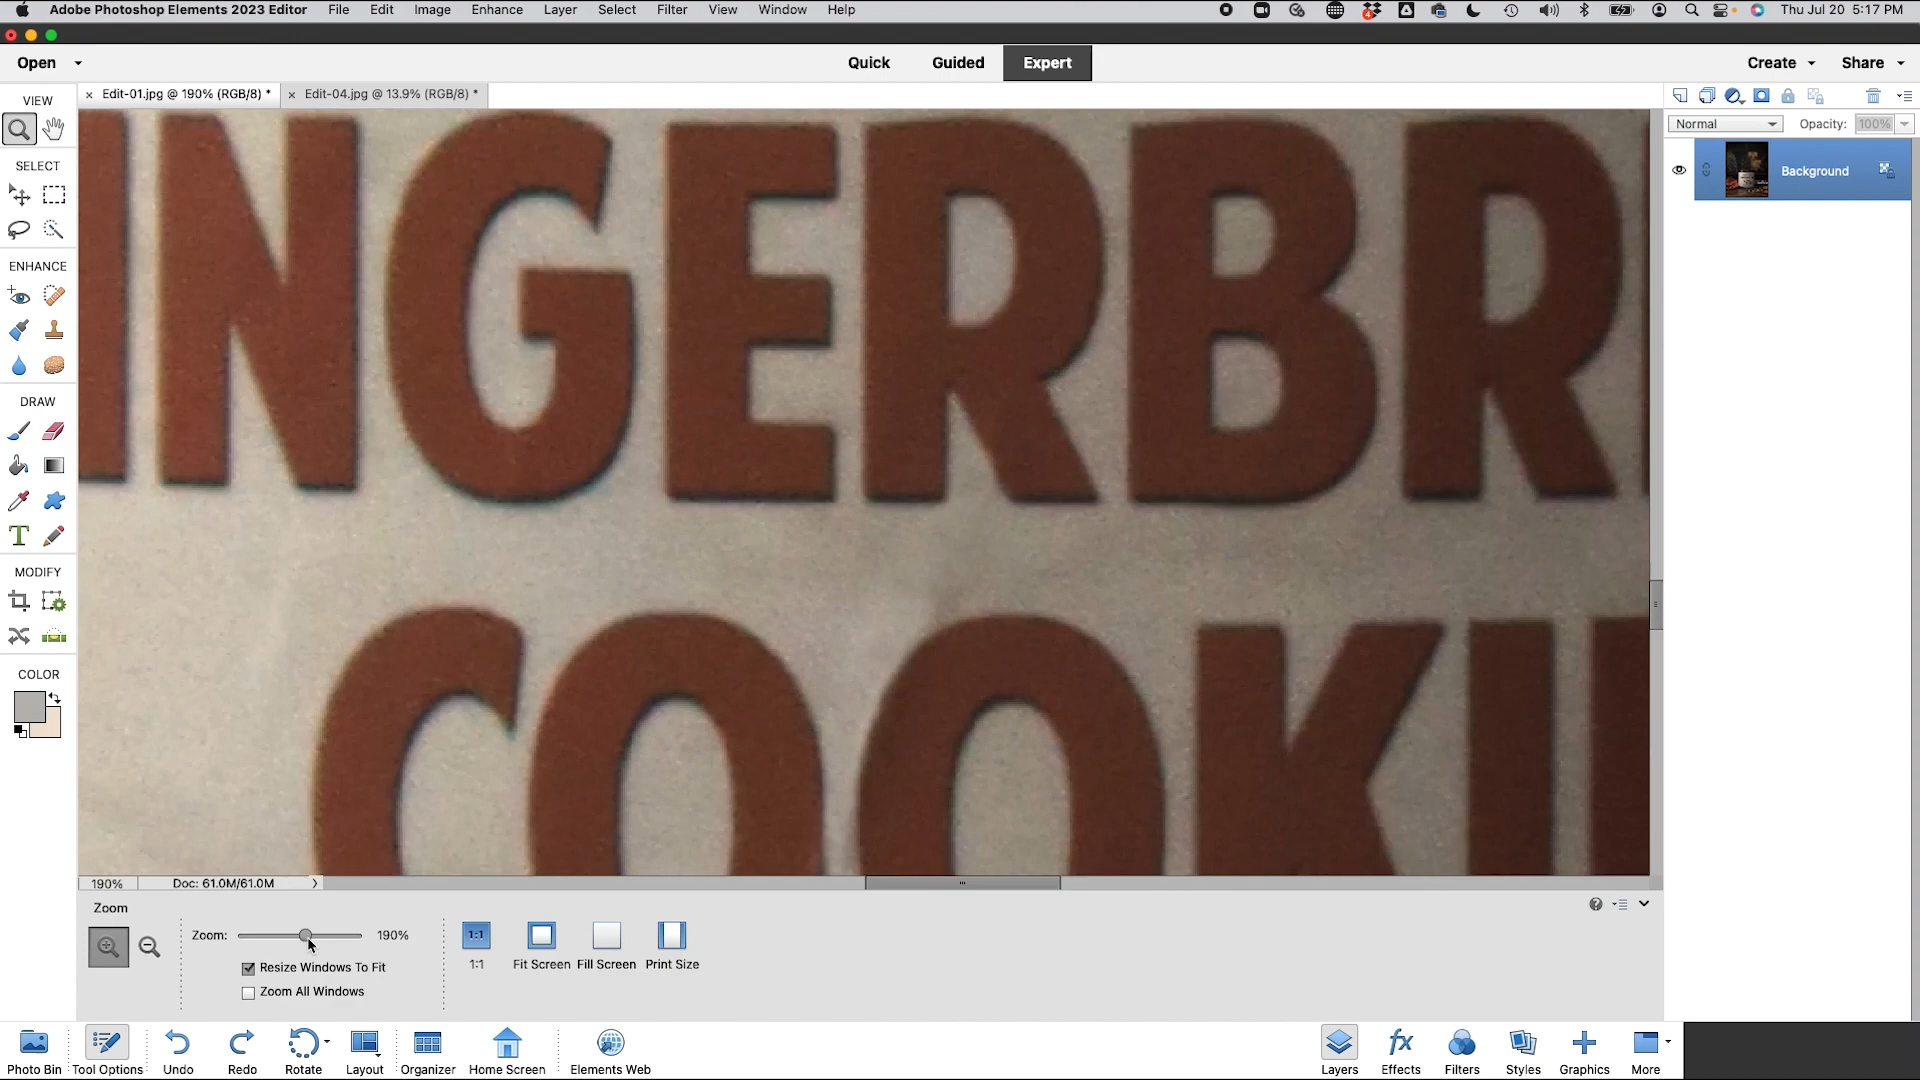 Adobe Photoshop Elements 2023 Editor File Edit Image Enhance Layer Select Filter View Window Help 4 Thu Jul 20 5:17 PM
Open Quick Guided Expert Create Share
× Edit-01.jpg @ 190% (RGB/8) * × Edit-04.jpg @ 13.9% (RGB/8) *
VIEW
Normal Opacity: 100%
SELECT
Background
ENHANCE
DRAW
T
MODIFY
COLOR
INGERBR
COOKI
190% Doc: 61.0M/61.0M
Zoom
Zoom: 190% 1:1
1:1 Fit Screen Fill Screen Print Size
Resize Windows To Fit
Zoom All Windows
fx
Photo Bin Tool Options Undo Redo Rotate Layout Organizer Home Screen Elements Web Layers Effects Filters Styles Graphics More